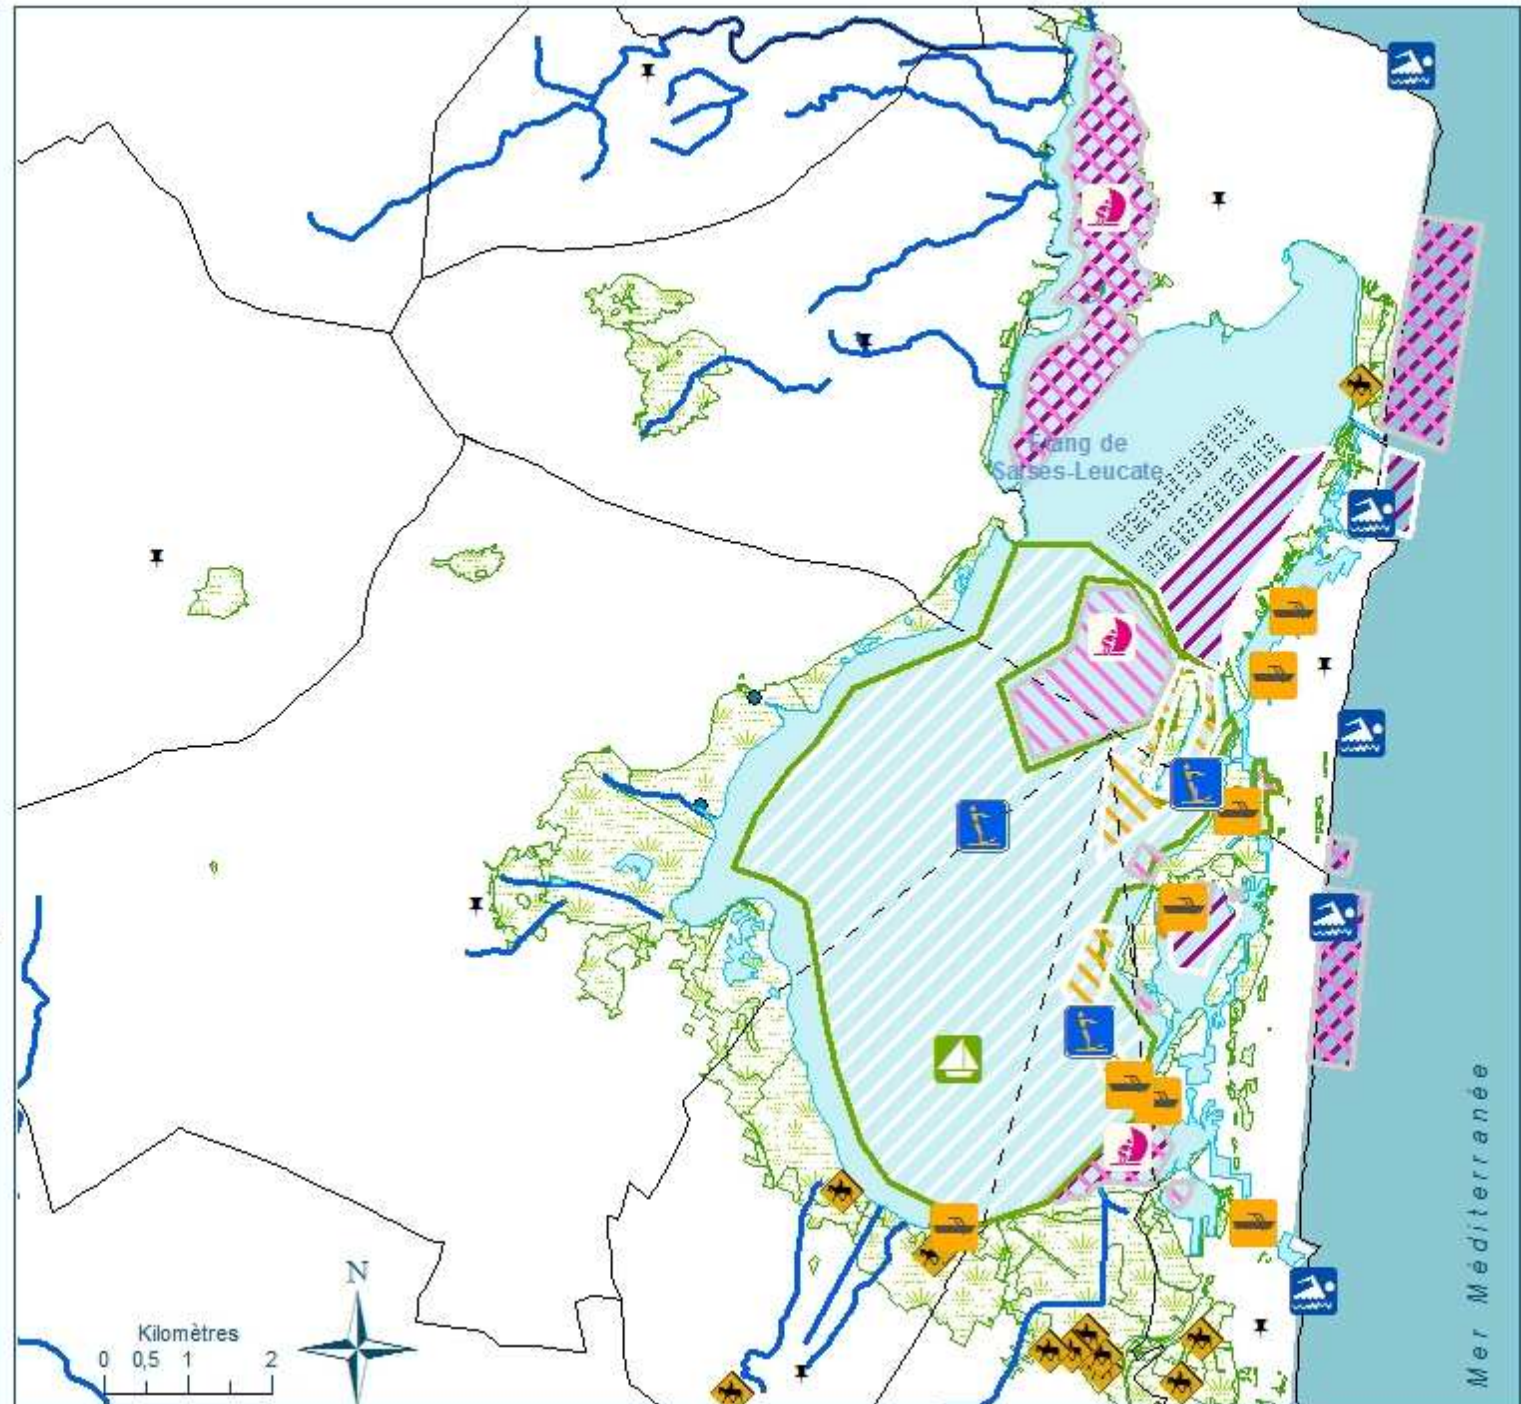 Etang de
Salses-Leucate
Mer Méditerranée
N
Kilomètres
0 0,5 1 2